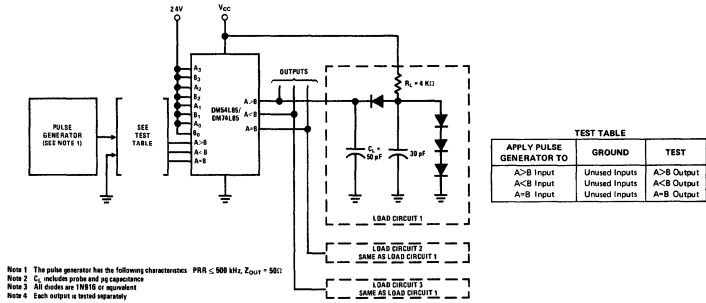 2 4V
VCC
OUTPUTS
A3
B3
A2
B2
A1
B1
A0
B0
A>B
A<B
A=B
DM54L85/
DM74L85
A>B
A<B
A=B
PULSE
GENERATOR
(SEE NOTE 1)
SEE
TEST
TABLE
RL = 4 KΩ
CL =
50 pF
30 pF
LOAD CIRCUIT 1
LOAD CIRCUIT 2
SAME AS LOAD CIRCUIT 1
LOAD CIRCUIT 3
SAME AS LOAD CIRCUIT 1
TEST TABLE
APPLY PULSE GENERATOR TO GROUND TEST
A>B Input Unused Inputs A>B Output
A<B Input Unused Inputs A<B Output
A=B Input Unused Inputs A=B Output
Note 1 The pulse generator has the following characteristics PRR ≤ 500 kHz, ZOUT = 50Ω
Note 2 CL includes probe and jig capacitance
Note 3 All diodes are 1N916 or equivalent
Note 4 Each output is tested separately